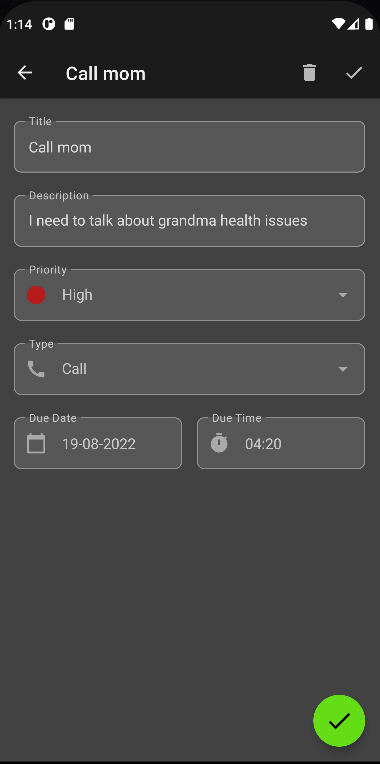 1:14
Call mom
Title
Call mom
Description
I need to talk about grandma health issues
Priority
High
Type
Call
Due Date
19-08-2022
Due Time
04:20